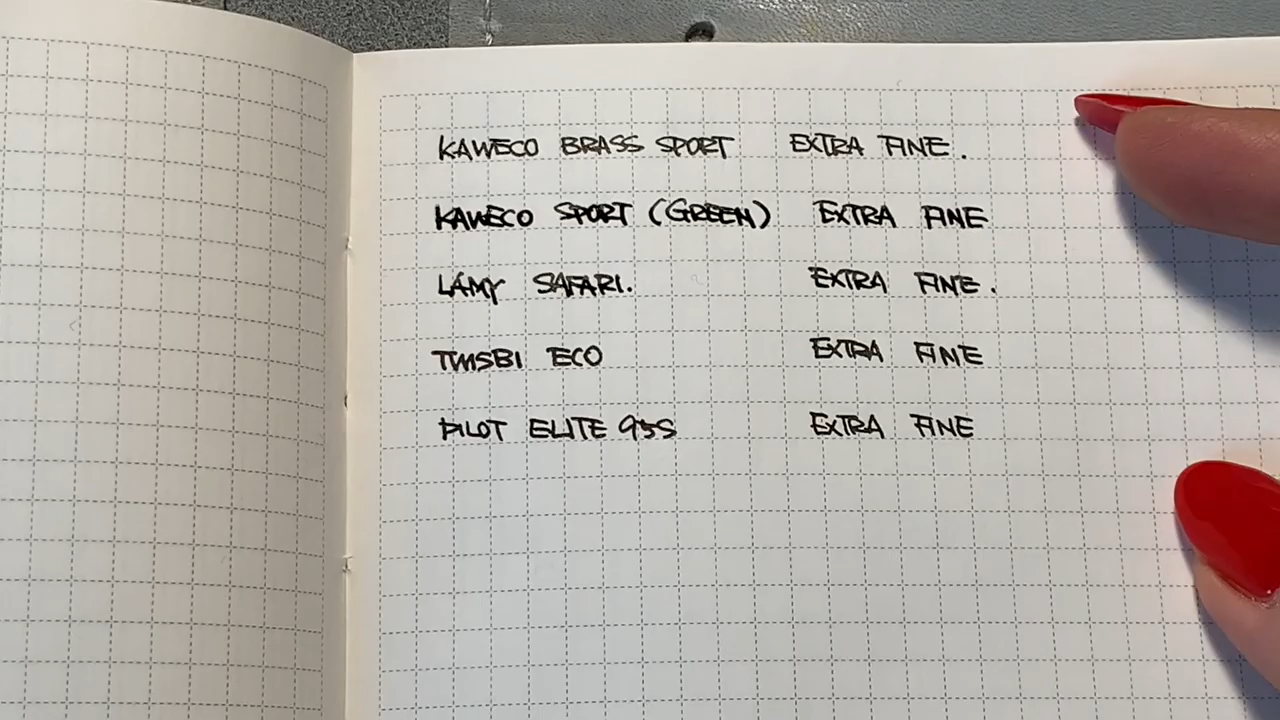 KAWECO BRASS SPORT EXTRA FINE.
KAWECO SPORT (GREEN) EXTRA FINE
LAMY SAFARI. EXTRA FINE.
TWSBI ECO EXTRA FINE
PILOT ELITE 95S EXTRA FINE